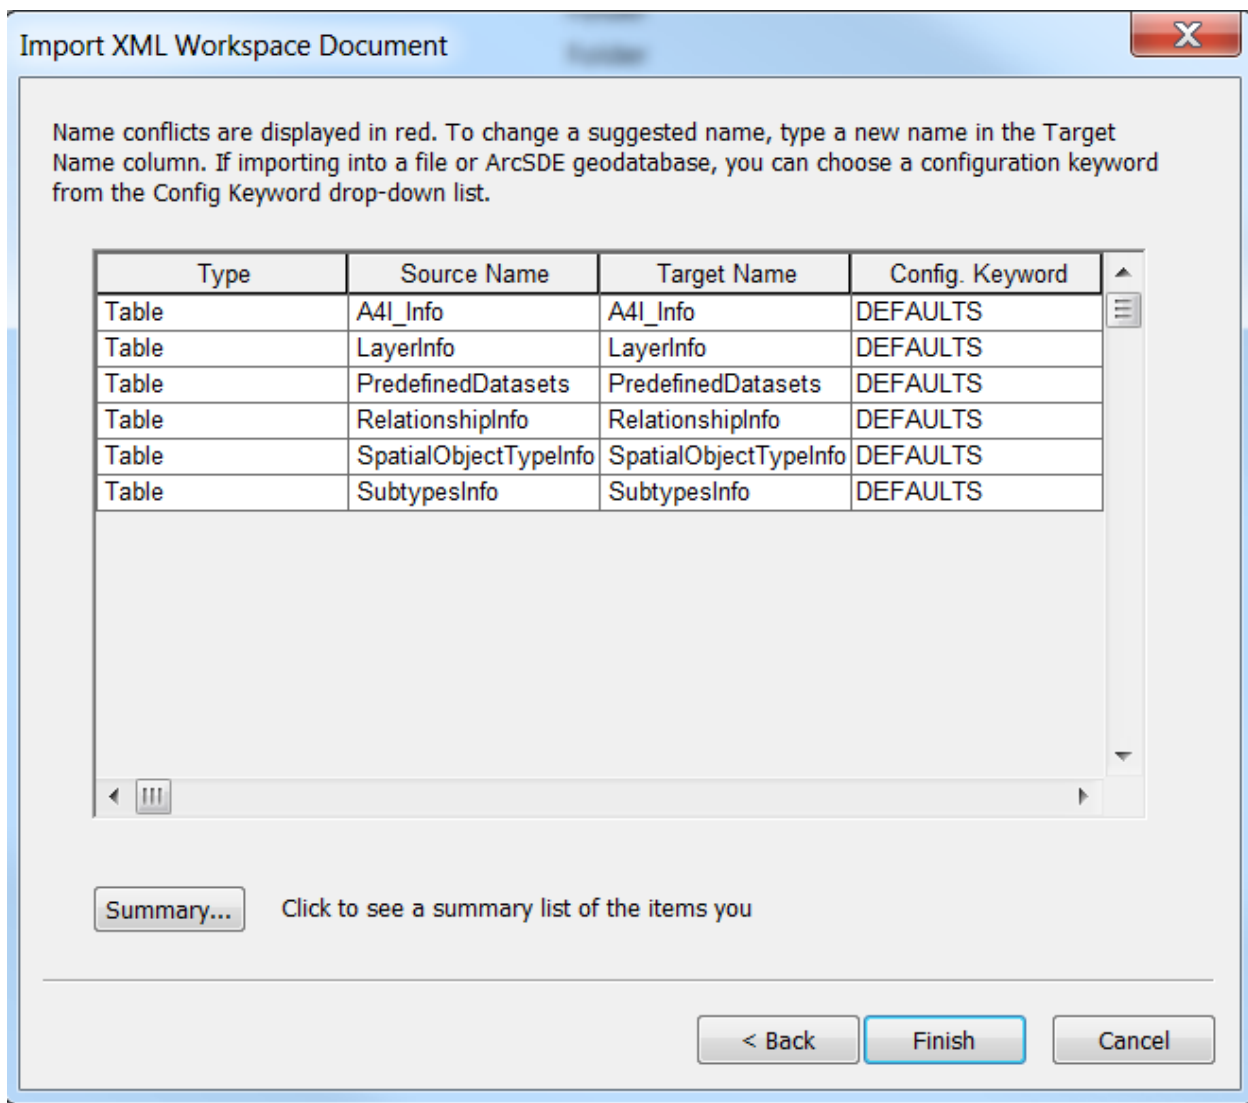 Import XML Workspace Document
Name conflicts are displayed in red. To change a suggested name, type a new name in the Target
Name column. If importing into a file or ArcSDE geodatabase, you can choose a configuration keyword
from the Config Keyword drop-down list.
Type Source Name Target Name Config. Keyword
Table A4I_Info A4I_Info DEFAULTS
Table LayerInfo LayerInfo DEFAULTS
Table PredefinedDatasets PredefinedDatasets DEFAULTS
Table RelationshipInfo RelationshipInfo DEFAULTS
Table SpatialObjectTypeInfo SpatialObjectTypeInfo DEFAULTS
Table SubtypesInfo SubtypesInfo DEFAULTS
Summary... Click to see a summary list of the items you
< Back Finish Cancel